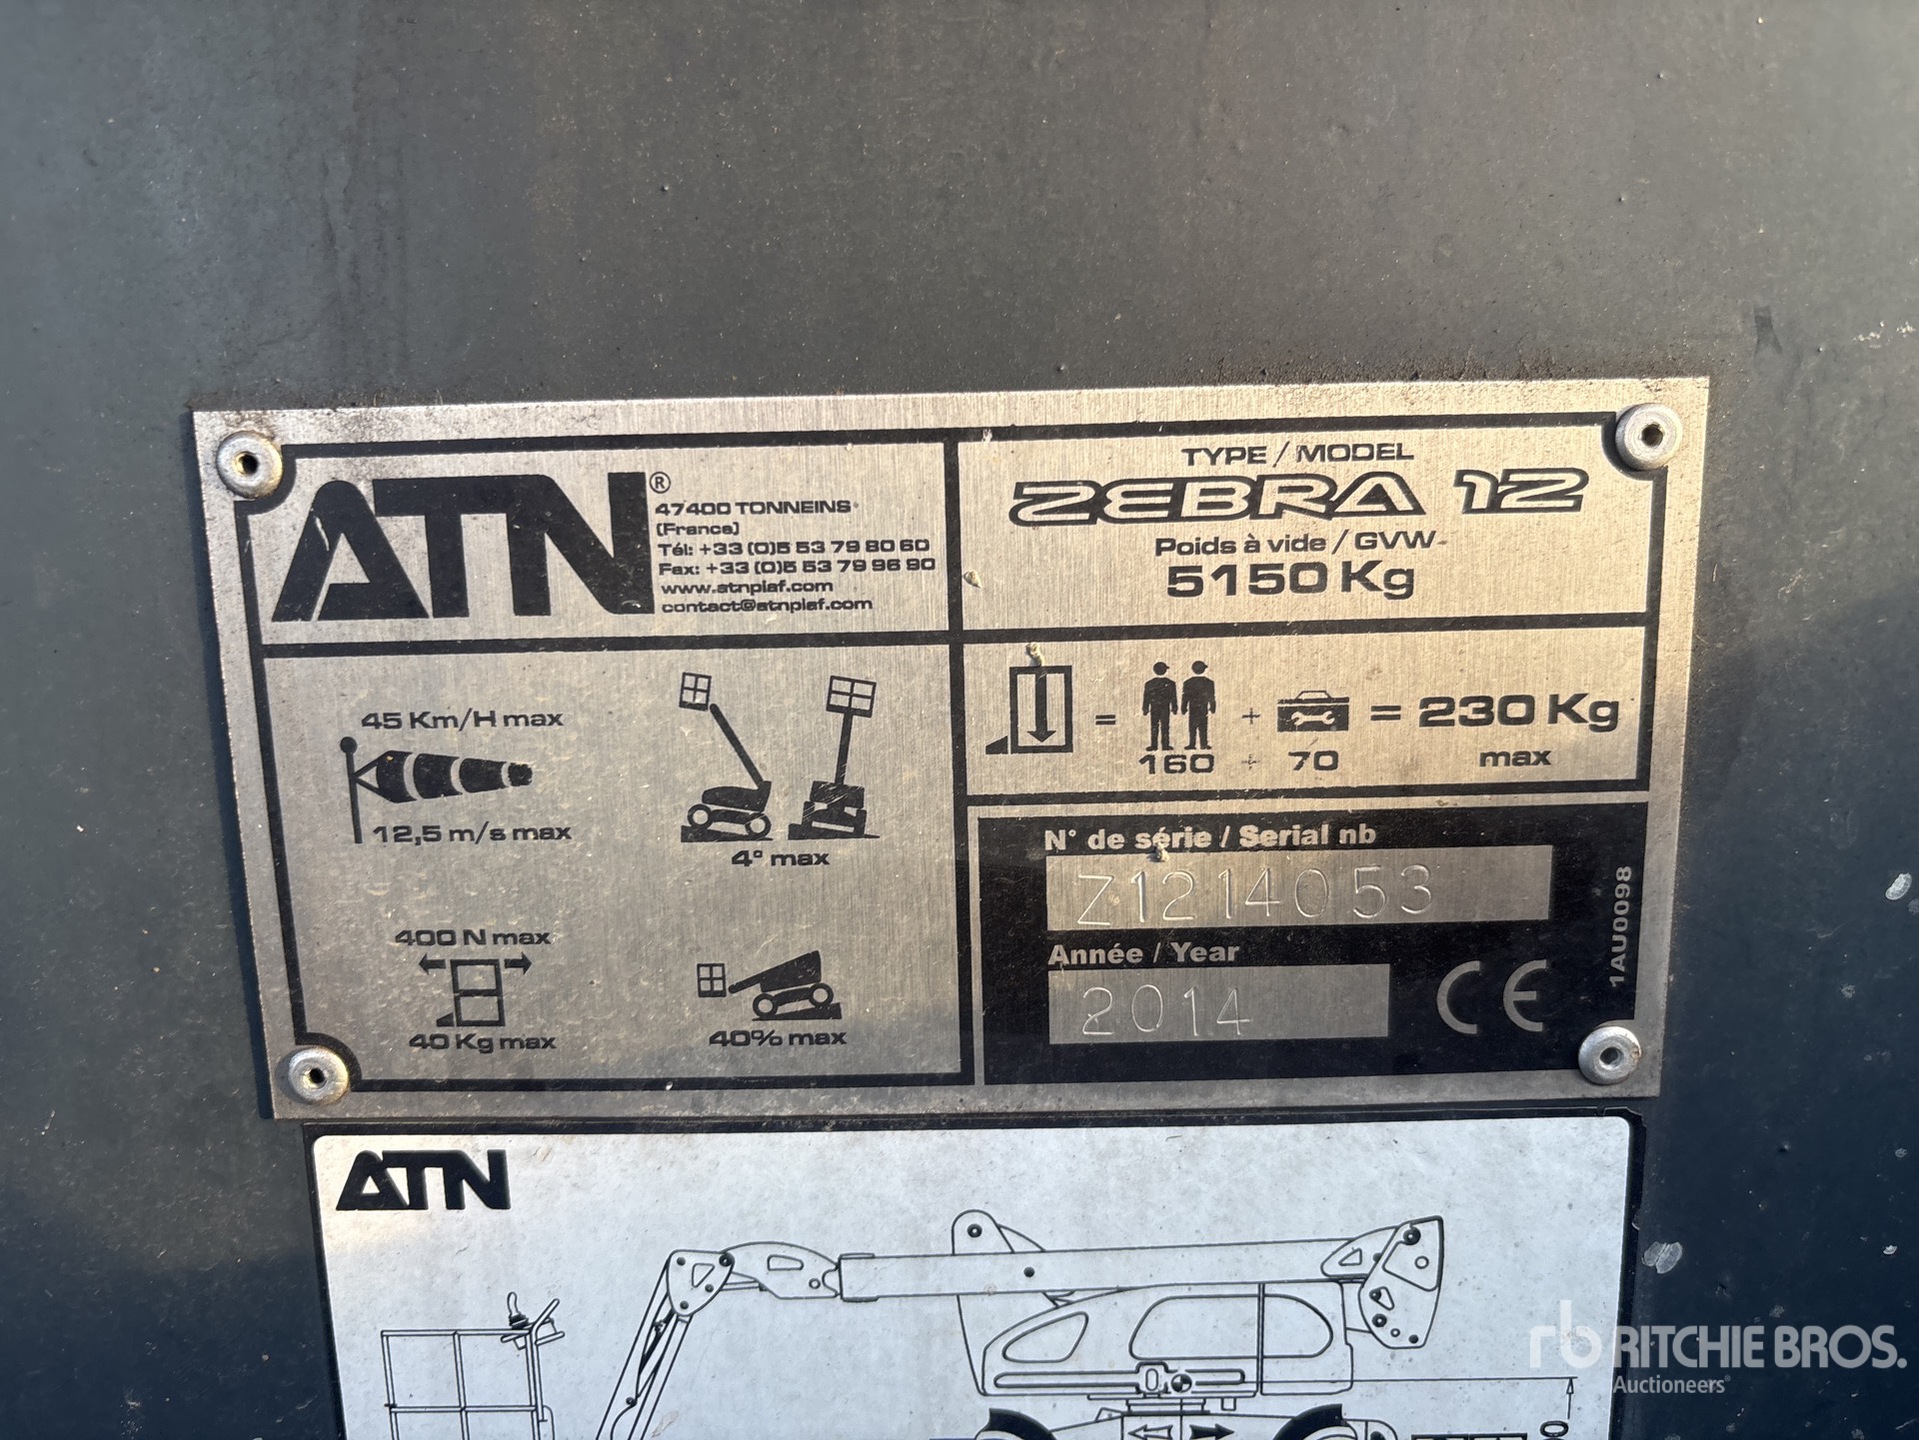 ATN®
47400 TONNEINS
(France)
Tél: +33 (0)5 53 79 80 60
Fax: +33 (0)5 53 79 96 90
www.atnplaf.com
contact@atnplaf.com
TYPE / MODEL
ZEBRA 12
Poids à vide / GVW
5150 Kg
45 Km/H max
12,5 m/s max
4° max
400 N max
40 Kg max
40% max
= + = 230 Kg
160 + 70 max
N° de série / Serial nb
Z1214053
Année / Year
2014
CE
1AU0098
ATN
rb RITCHIE BROS.
Auctioneers